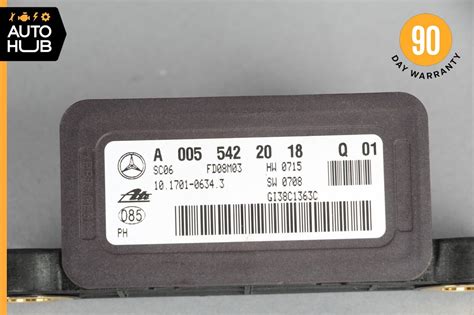 AUTO
HUB
90
DAY WARRANTY
A 005 542 20 18 Q 01
SC06 FD08M03 HW 0715
10.1701-0634.3 SW 0708
Ate GI38C1363C
085
PH